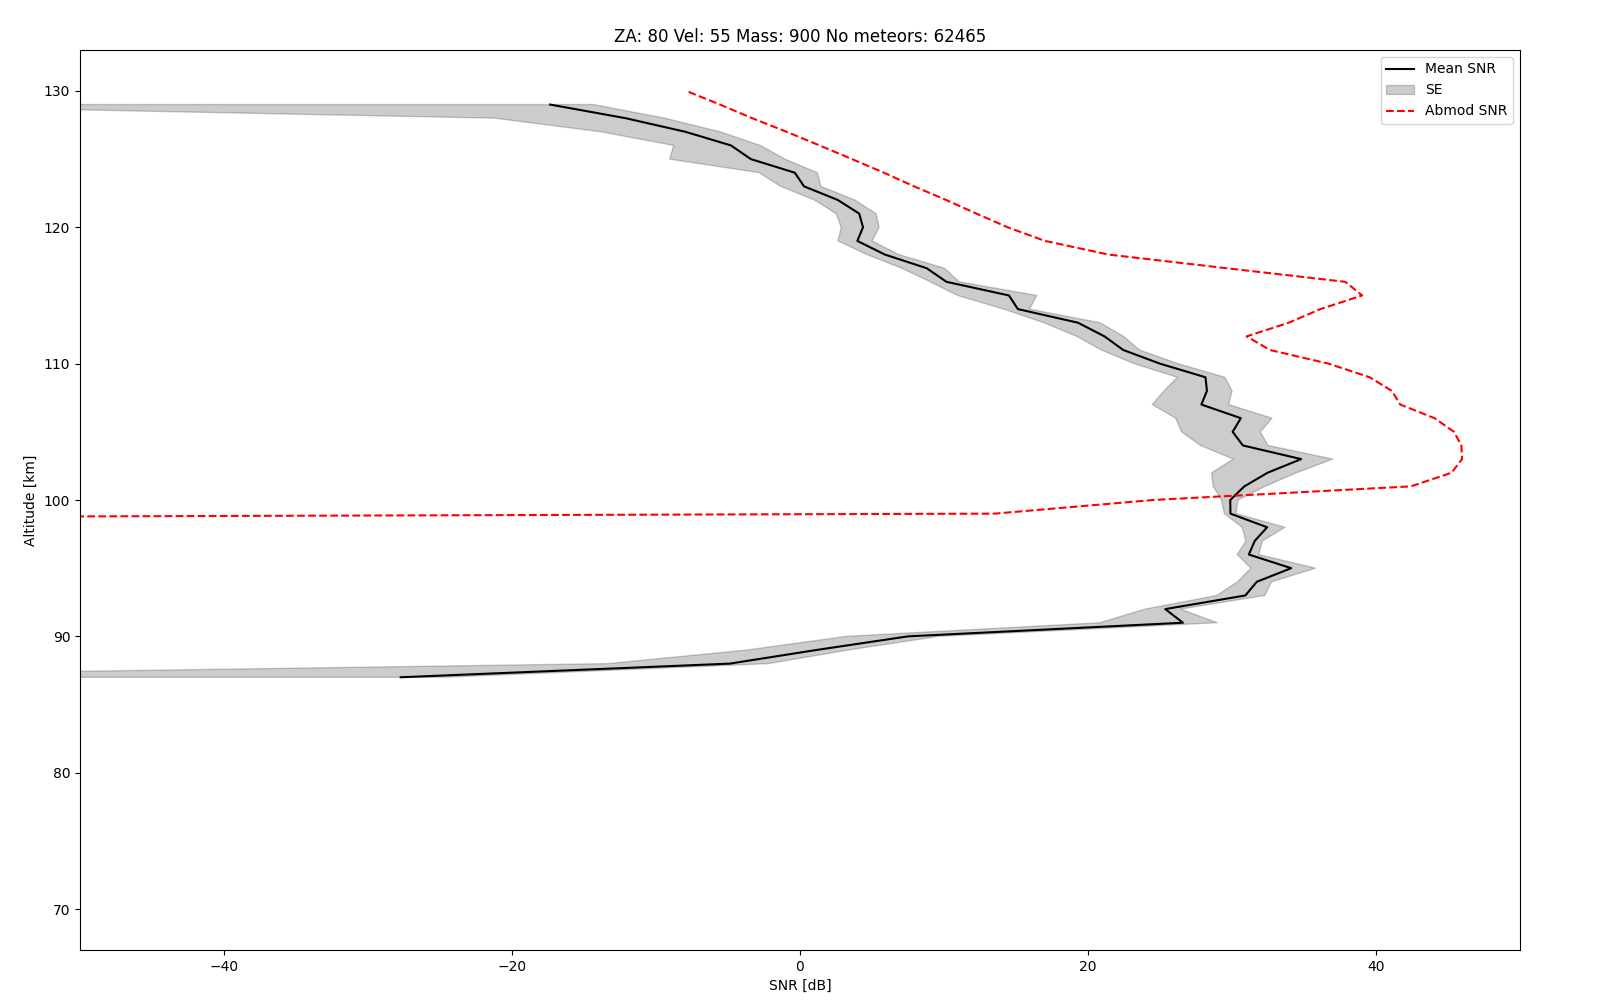 ZA: 80 Vel: 55 Mass: 900 No meteors: 62465
Mean SNR
SE
Abmod SNR
130
120
110
100
90
80
70
Altitude [km]
−40
−20
0
20
40
SNR [dB]